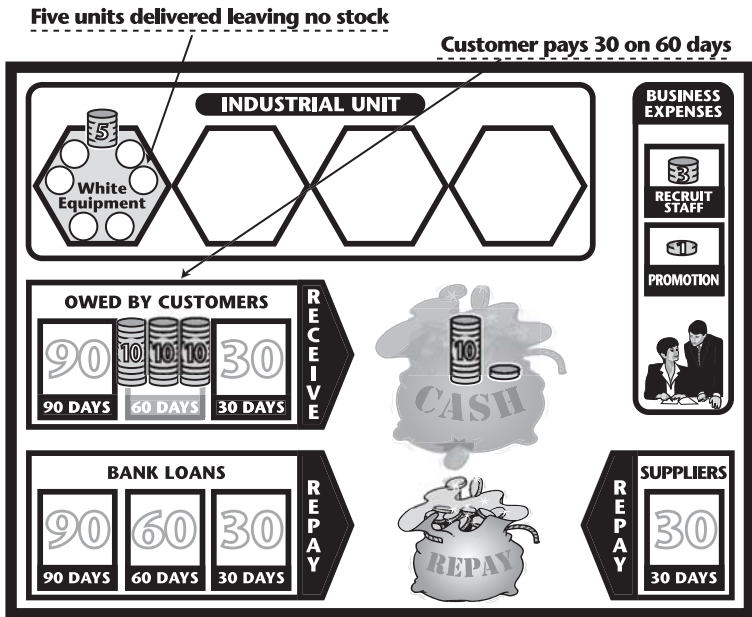 Five units delivered leaving no stock
Customer pays 30 on 60 days
INDUSTRIAL UNIT
5
White
Equipment
BUSINESS
EXPENSES
3
RECRUIT
STAFF
1
PROMOTION
OWED BY CUSTOMERS
90
10
10
10
30
90 DAYS
60 DAYS
30 DAYS
RECEIVE
10
CASH
BANK LOANS
90
60
30
90 DAYS
60 DAYS
30 DAYS
REPAY
REPAY
REPAY
SUPPLIERS
30
30 DAYS